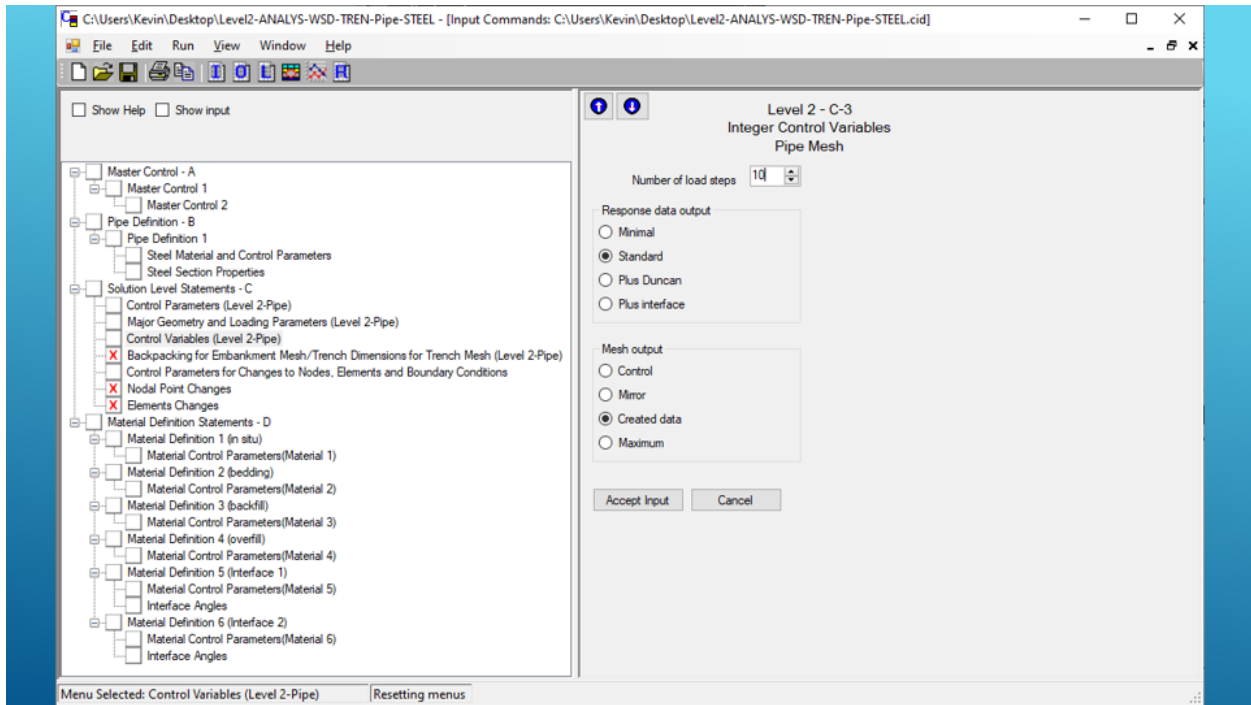 C:\Users\Kevin\Desktop\Level2-ANALYS-WSD-TREN-Pipe-STEEL - [Input Commands: C:\Users\Kevin\Desktop\Level2-ANALYS-WSD-TREN-Pipe-STEEL.cid]
File Edit Run View Window Help
Show Help Show input
Master Control - A
Master Control 1
Master Control 2
Pipe Definition - B
Pipe Definition 1
Steel Material and Control Parameters
Steel Section Properties
Solution Level Statements - C
Control Parameters (Level 2-Pipe)
Major Geometry and Loading Parameters (Level 2-Pipe)
Control Variables (Level 2-Pipe)
X Backpacking for Embankment Mesh/Trench Dimensions for Trench Mesh (Level 2-Pipe)
Control Parameters for Changes to Nodes, Elements and Boundary Conditions
X Nodal Point Changes
X Elements Changes
Material Definition Statements - D
Material Definition 1 (in situ)
Material Control Parameters(Material 1)
Material Definition 2 (bedding)
Material Control Parameters(Material 2)
Material Definition 3 (backfill)
Material Control Parameters(Material 3)
Material Definition 4 (overfill)
Material Control Parameters(Material 4)
Material Definition 5 (Interface 1)
Material Control Parameters(Material 5)
Interface Angles
Material Definition 6 (Interface 2)
Material Control Parameters(Material 6)
Interface Angles
Level 2 - C-3
Integer Control Variables
Pipe Mesh
Number of load steps 10
Response data output
Minimal
Standard
Plus Duncan
Plus interface
Mesh output
Control
Mirror
Created data
Maximum
Accept Input Cancel
Menu Selected: Control Variables (Level 2-Pipe) Resetting menus